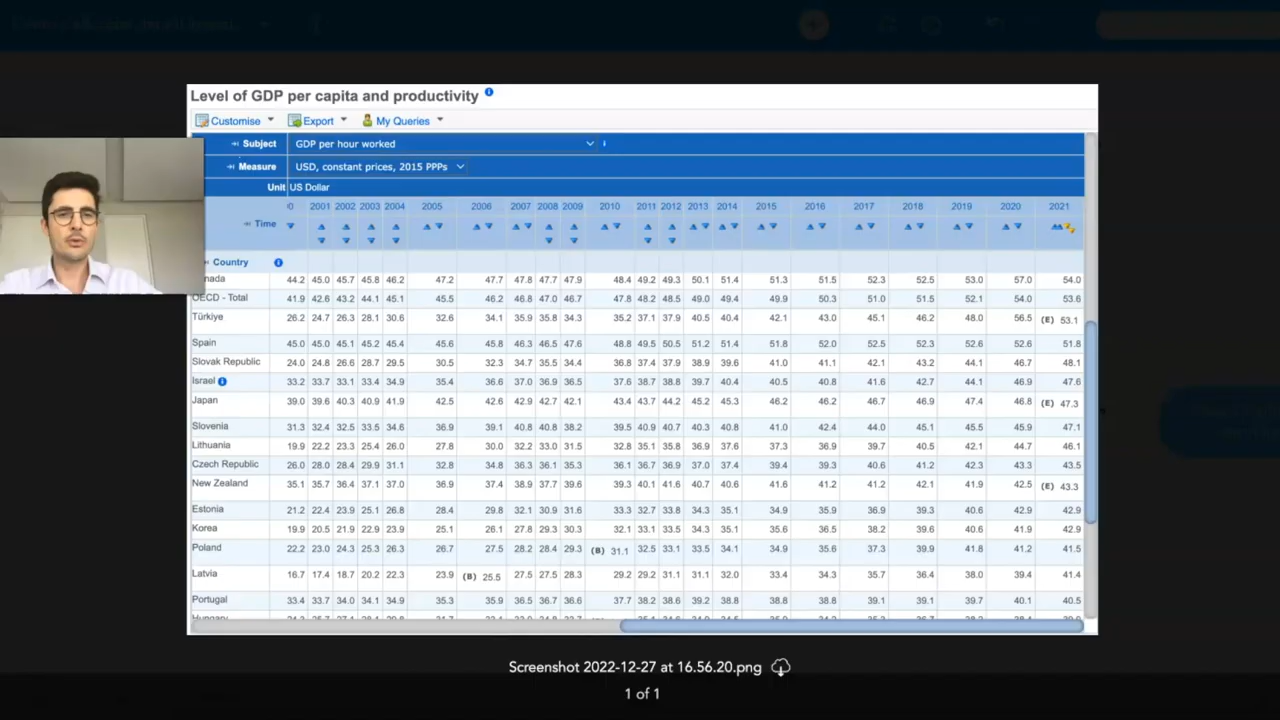 Level of GDP per capita and productivity
Customise Export My Queries
Subject GDP per hour worked
Measure USD, constant prices, 2015 PPPs
Unit US Dollar
Time 0 2001 2002 2003 2004 2005 2006 2007 2008 2009 2010 2011 2012 2013 2014 2015 2016 2017 2018 2019 2020 2021
Country
nada 44.2 45.0 45.7 45.8 46.2 47.2 47.7 47.8 47.7 47.9 48.4 49.2 49.3 50.1 51.4 51.3 51.5 52.3 52.5 53.0 57.0 54.0
OECD - Total 41.9 42.6 43.2 44.1 45.1 45.5 46.2 46.8 47.0 46.7 47.8 48.2 48.5 49.0 49.4 49.9 50.3 51.0 51.5 52.1 54.0 53.6
Türkiye 26.2 24.7 26.3 28.1 30.6 32.6 34.1 35.9 35.8 34.3 35.2 37.1 37.9 40.5 40.4 42.1 43.0 45.1 46.2 48.0 56.5 (E) 53.1
Spain 45.0 45.0 45.1 45.2 45.4 45.6 45.8 46.3 46.5 47.6 48.8 49.5 50.5 51.2 51.4 51.8 52.0 52.5 52.3 52.6 52.6 51.8
Slovak Republic 24.0 24.8 26.6 28.7 29.5 30.5 32.3 34.7 35.5 34.4 36.8 37.4 37.9 38.9 39.6 41.0 41.1 42.1 43.2 44.1 46.7 48.1
Israel 33.2 33.7 33.1 33.4 34.9 35.4 36.6 37.0 36.9 36.5 37.6 38.7 38.8 39.7 40.4 40.5 40.8 41.6 42.7 44.1 46.9 47.6
Japan 39.0 39.6 40.3 40.9 41.9 42.5 42.6 42.9 42.7 42.1 43.4 43.7 44.2 45.2 45.3 46.2 46.2 46.7 46.9 47.4 46.8 (E) 47.3
Slovenia 31.3 32.4 32.5 33.5 34.6 36.9 39.1 40.8 40.8 38.2 39.5 40.9 40.7 40.3 40.8 41.0 42.4 44.0 45.1 45.5 45.9 47.1
Lithuania 19.9 22.2 23.3 25.4 26.0 27.8 30.0 32.2 33.0 31.5 32.8 35.1 35.8 36.9 37.6 37.3 36.9 39.7 40.5 42.1 44.7 46.1
Czech Republic 26.0 28.0 28.4 29.9 31.1 32.8 34.8 36.3 36.1 35.3 36.1 36.7 36.9 37.0 37.4 39.4 39.3 40.6 41.2 42.3 43.3 43.5
New Zealand 35.1 35.7 36.4 37.1 37.0 36.9 37.4 38.9 37.7 39.6 39.3 40.1 41.6 40.7 40.6 41.6 41.2 41.2 42.1 41.9 42.5 (E) 43.3
Estonia 21.2 22.4 23.9 25.1 26.8 28.4 29.8 32.1 30.9 31.6 33.3 32.7 33.8 34.3 35.1 34.9 35.9 36.9 39.3 40.6 42.9 42.9
Korea 19.9 20.5 21.9 22.9 23.9 25.1 26.1 27.8 29.3 30.3 32.1 33.1 33.5 34.3 35.1 35.6 36.5 38.2 39.6 40.6 41.9 42.9
Poland 22.2 23.0 24.3 25.3 26.3 26.7 27.5 28.2 28.4 29.3 (B) 31.1 32.5 33.1 33.5 34.1 34.9 35.6 37.3 39.9 41.8 41.2 41.5
Latvia 16.7 17.4 18.7 20.2 22.3 23.9 (B) 25.5 27.5 27.5 28.3 29.2 29.2 31.1 31.1 32.0 33.4 34.3 35.7 36.4 38.0 39.4 41.4
Portugal 33.4 33.7 34.0 34.1 34.9 35.3 35.9 36.5 36.7 36.6 37.7 38.2 38.6 39.2 38.8 38.8 38.8 39.1 39.1 39.7 40.1 40.5
Hungary
Screenshot 2022-12-27 at 16.56.20.png
1 of 1